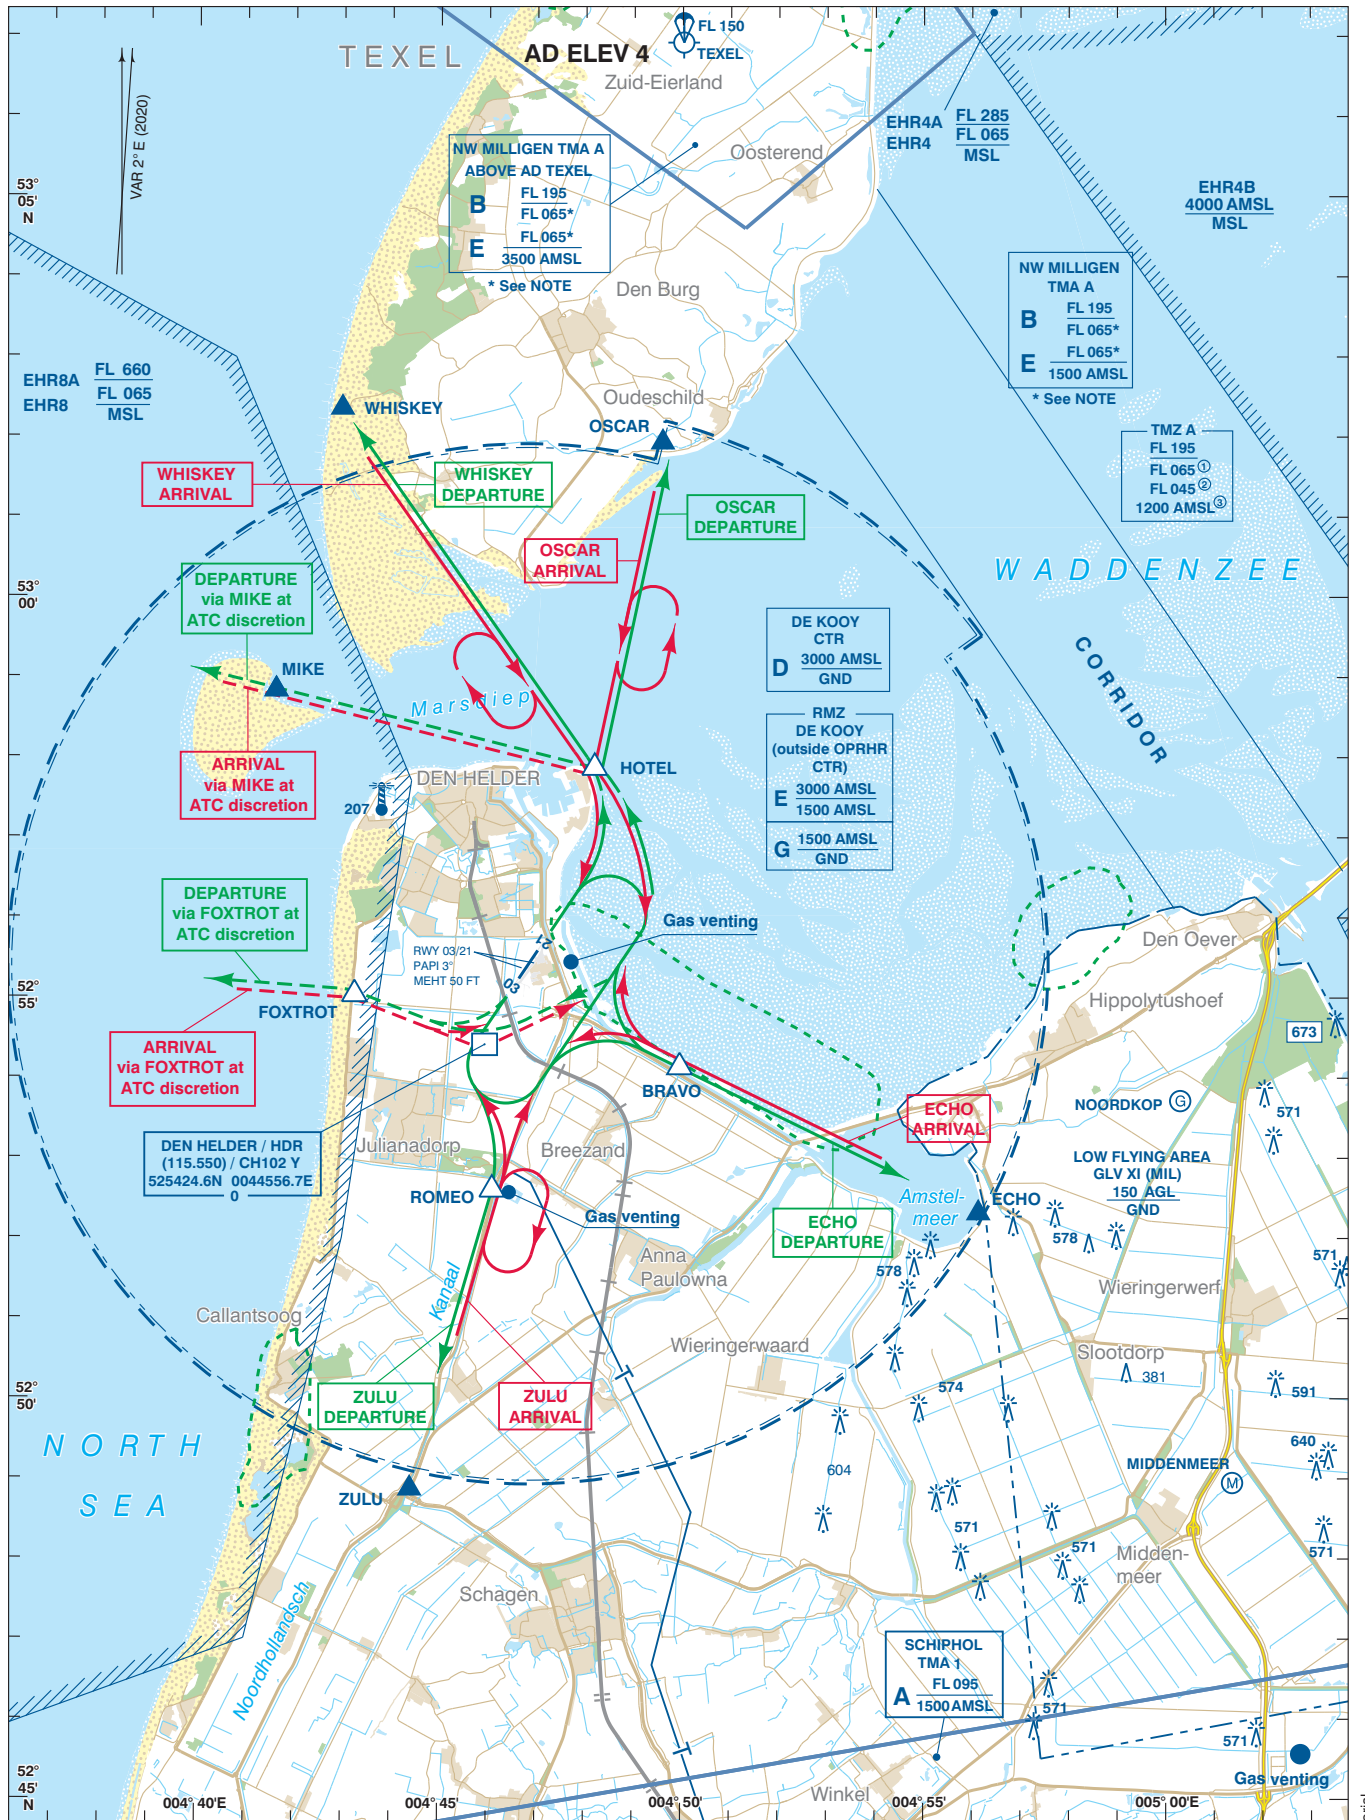 TEXEL
AD ELEV 4
FL 150
TEXEL
Zuid-Eierland
VAR 2° E (2020)
EHR4A
EHR4
FL 285
FL 065
MSL
NW MILLIGEN TMA A
ABOVE AD TEXEL
B FL 195
FL 065*
E FL 065*
3500 AMSL
* See NOTE
Oosterend
53°
05'
N
EHR4B
4000 AMSL
MSL
NW MILLIGEN
TMA A
B FL 195
FL 065*
E FL 065*
1500 AMSL
* See NOTE
Den Burg
EHR8A
EHR8
FL 660
FL 065
MSL
WHISKEY
Oudeschild
OSCAR
TMZ A
FL 195
FL 065①
FL 045②
1200 AMSL③
WHISKEY
ARRIVAL
WHISKEY
DEPARTURE
OSCAR
DEPARTURE
OSCAR
ARRIVAL
WADDENZEE
53°
00'
DEPARTURE
via MIKE at
ATC discretion
DE KOOY
CTR
D 3000 AMSL
GND
CORRIDOR
MIKE
Marsdiep
RMZ
DE KOOY
(outside OPRHR
CTR)
E 3000 AMSL
1500 AMSL
G 1500 AMSL
GND
ARRIVAL
via MIKE at
ATC discretion
DEN HELDER
HOTEL
207
DEPARTURE
via FOXTROT at
ATC discretion
Gas venting
Den Oever
RWY 03/21
PAPI 3°
MEHT 50 FT
21
03
52°
55'
FOXTROT
Hippolytushoef
673
ARRIVAL
via FOXTROT at
ATC discretion
BRAVO
NOORDKOP G
571
ECHO
ARRIVAL
DEN HELDER / HDR
(115.550) / CH102 Y
525424.6N 0044556.7E
0
Julianadorp
Breezand
LOW FLYING AREA
GLV XI (MIL)
150 AGL
GND
ROMEO
Gas venting
Amstel-
meer
ECHO
ECHO
DEPARTURE
578
578
571
Anna
Paulowna
Kanaal
Wieringerwerf
Callantsoog
Wieringerwaard
Slootdorp
381
52°
50'
ZULU
DEPARTURE
ZULU
ARRIVAL
574
591
NORTH
SEA
640
604
MIDDENMEER
M
ZULU
571
571
571
Midden-
meer
Schagen
Noordhollandsch
SCHIPHOL
TMA 1
A FL 095
1500 AMSL
571
571
Gas venting
52°
45'
N
Winkel
004°40'E
004°45'
004°50'
004°55'
005°00'E